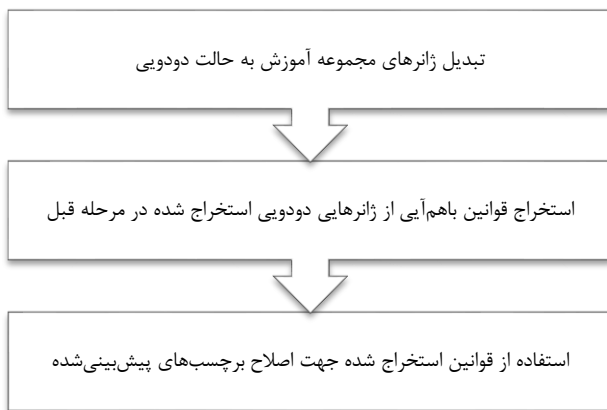 تبدیل ژانرهای مجموعه آموزش به حالت دودویی
استخراج قوانین باهم‌آیی از ژانرهایی دودویی استخراج شده در مرحله قبل
استفاده از قوانین استخراج شده جهت اصلاح برچسب‌های پیش‌بینی‌شده